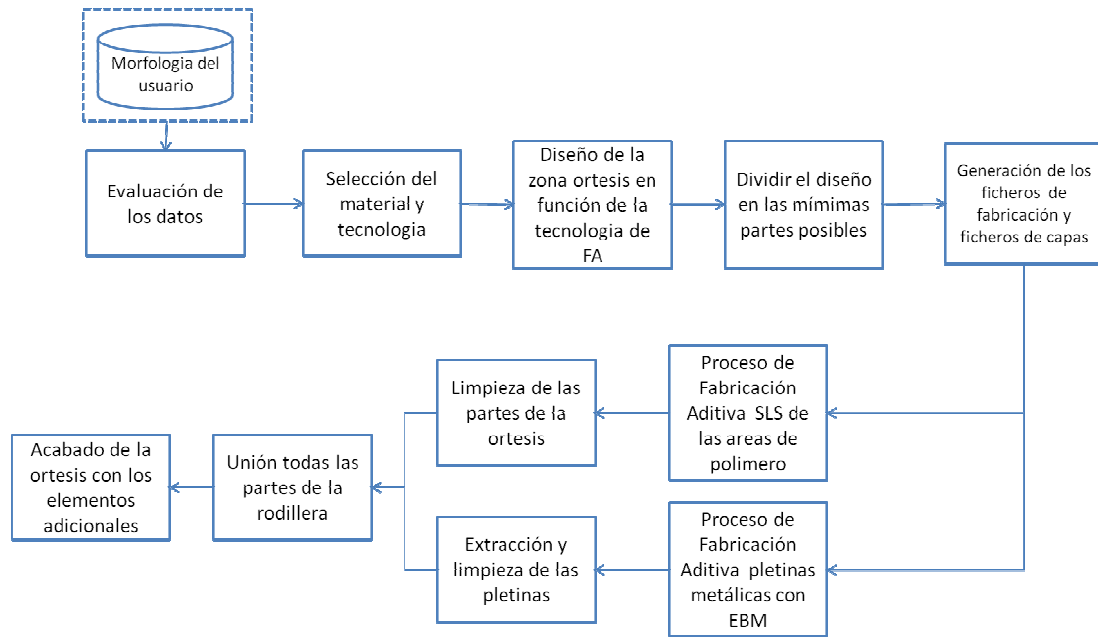 Morfologia del
usuario
Evaluación de
los datos
Selección del
material y
tecnologia
Diseño de la
zona ortesis en
función de la
tecnologia de
FA
Dividir el diseño
en las mímimas
partes posibles
Generación de los
ficheros de
fabricación y
ficheros de capas
Proceso de
Fabricación
Aditiva SLS de
las areas de
polimero
Limpieza de las
partes de la
ortesis
Proceso de
Fabricación
Aditiva pletinas
metálicas con
EBM
Extracción y
limpieza de las
pletinas
Unión todas las
partes de la
rodillera
Acabado de la
ortesis con los
elementos
adicionales